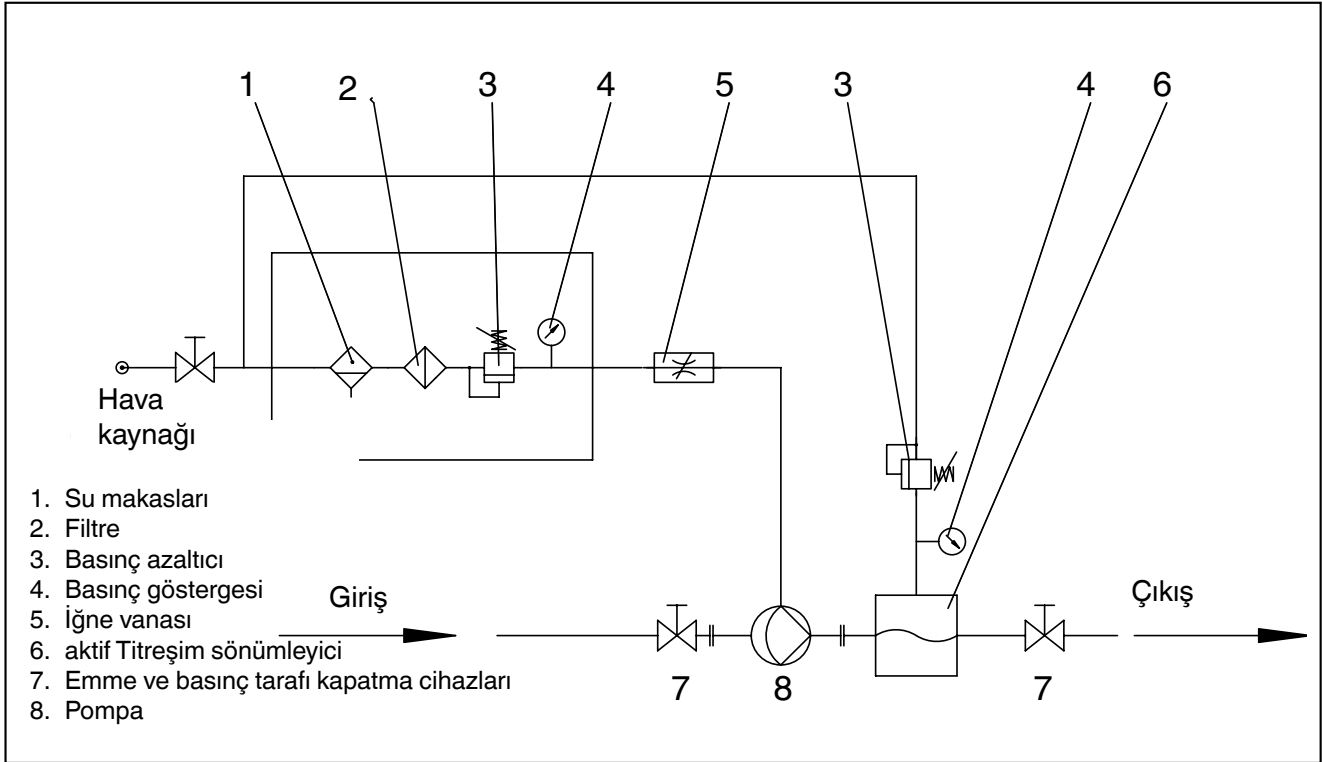 1 2 3 4 5 3 4 6
Hava
kaynağı
1. Su makasları
2. Filtre
3. Basınç azaltıcı
4. Basınç göstergesi
5. İğne vanası
6. aktif Titreşim sönümleyici
7. Emme ve basınç tarafı kapatma cihazları
8. Pompa
Giriş
Çıkış
7 8 7